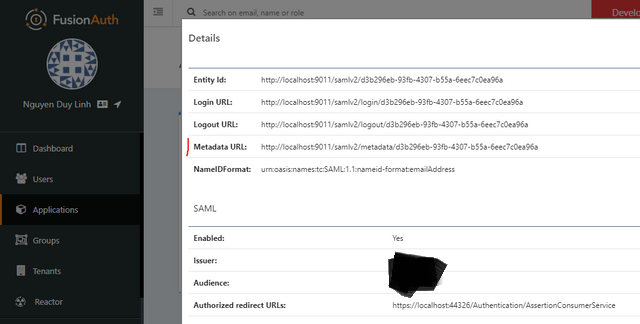 FusionAuth
Search on email, name or role
Develo
Nguyen Duy Linh
Dashboard
Users
Applications
Groups
Tenants
Reactor
Details
Entity Id: http://localhost:9011/samlv2/d3b296eb-93fb-4307-b55a-6eec7c0ea96a
Login URL: http://localhost:9011/samlv2/login/d3b296eb-93fb-4307-b55a-6eec7c0ea96a
Logout URL: http://localhost:9011/samlv2/logout/d3b296eb-93fb-4307-b55a-6eec7c0ea96a
Metadata URL: http://localhost:9011/samlv2/metadata/d3b296eb-93fb-4307-b55a-6eec7c0ea96a
NameIDFormat: urn:oasis:names:tc:SAML:1.1:nameid-format:emailAddress
SAML
Enabled: Yes
Issuer:
Audience:
Authorized redirect URLs: https://localhost:44326/Authentication/AssertionConsumerService